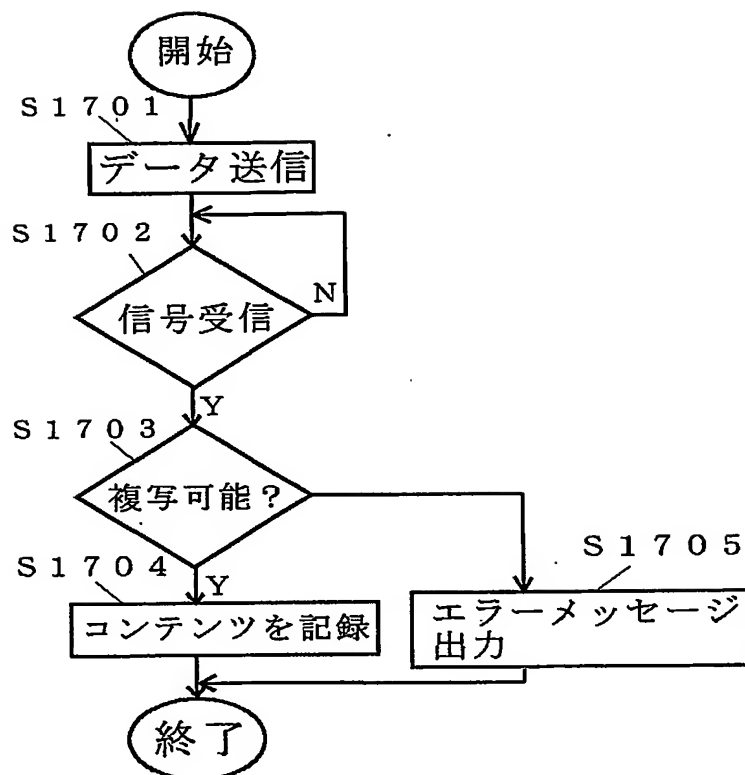 開始
S1701
データ送信
S1702
信号受信
N
Y
S1703
複写可能?
S1704
Y
S1705
コンテンツを記録
エラーメッセージ
出力
終了